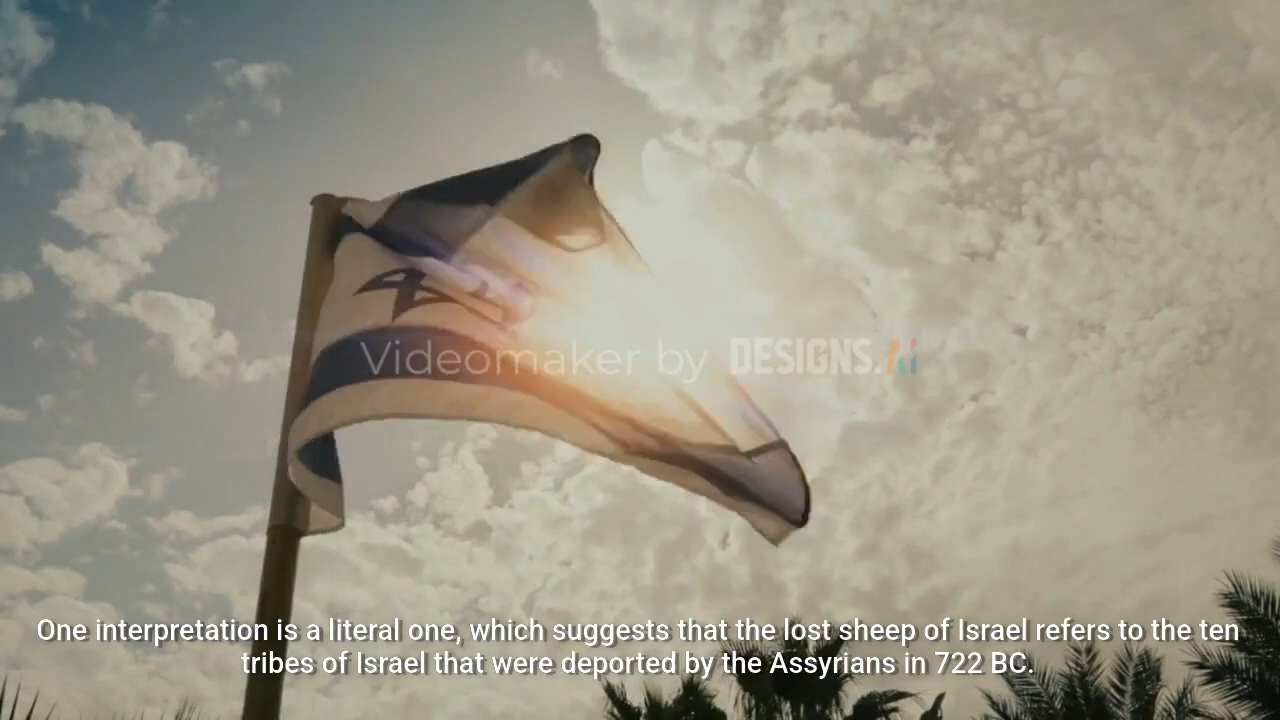 Videomaker by DESIGNS.AI
One interpretation is a literal one, which suggests that the lost sheep of Israel refers to the ten
tribes of Israel that were deported by the Assyrians in 722 BC.